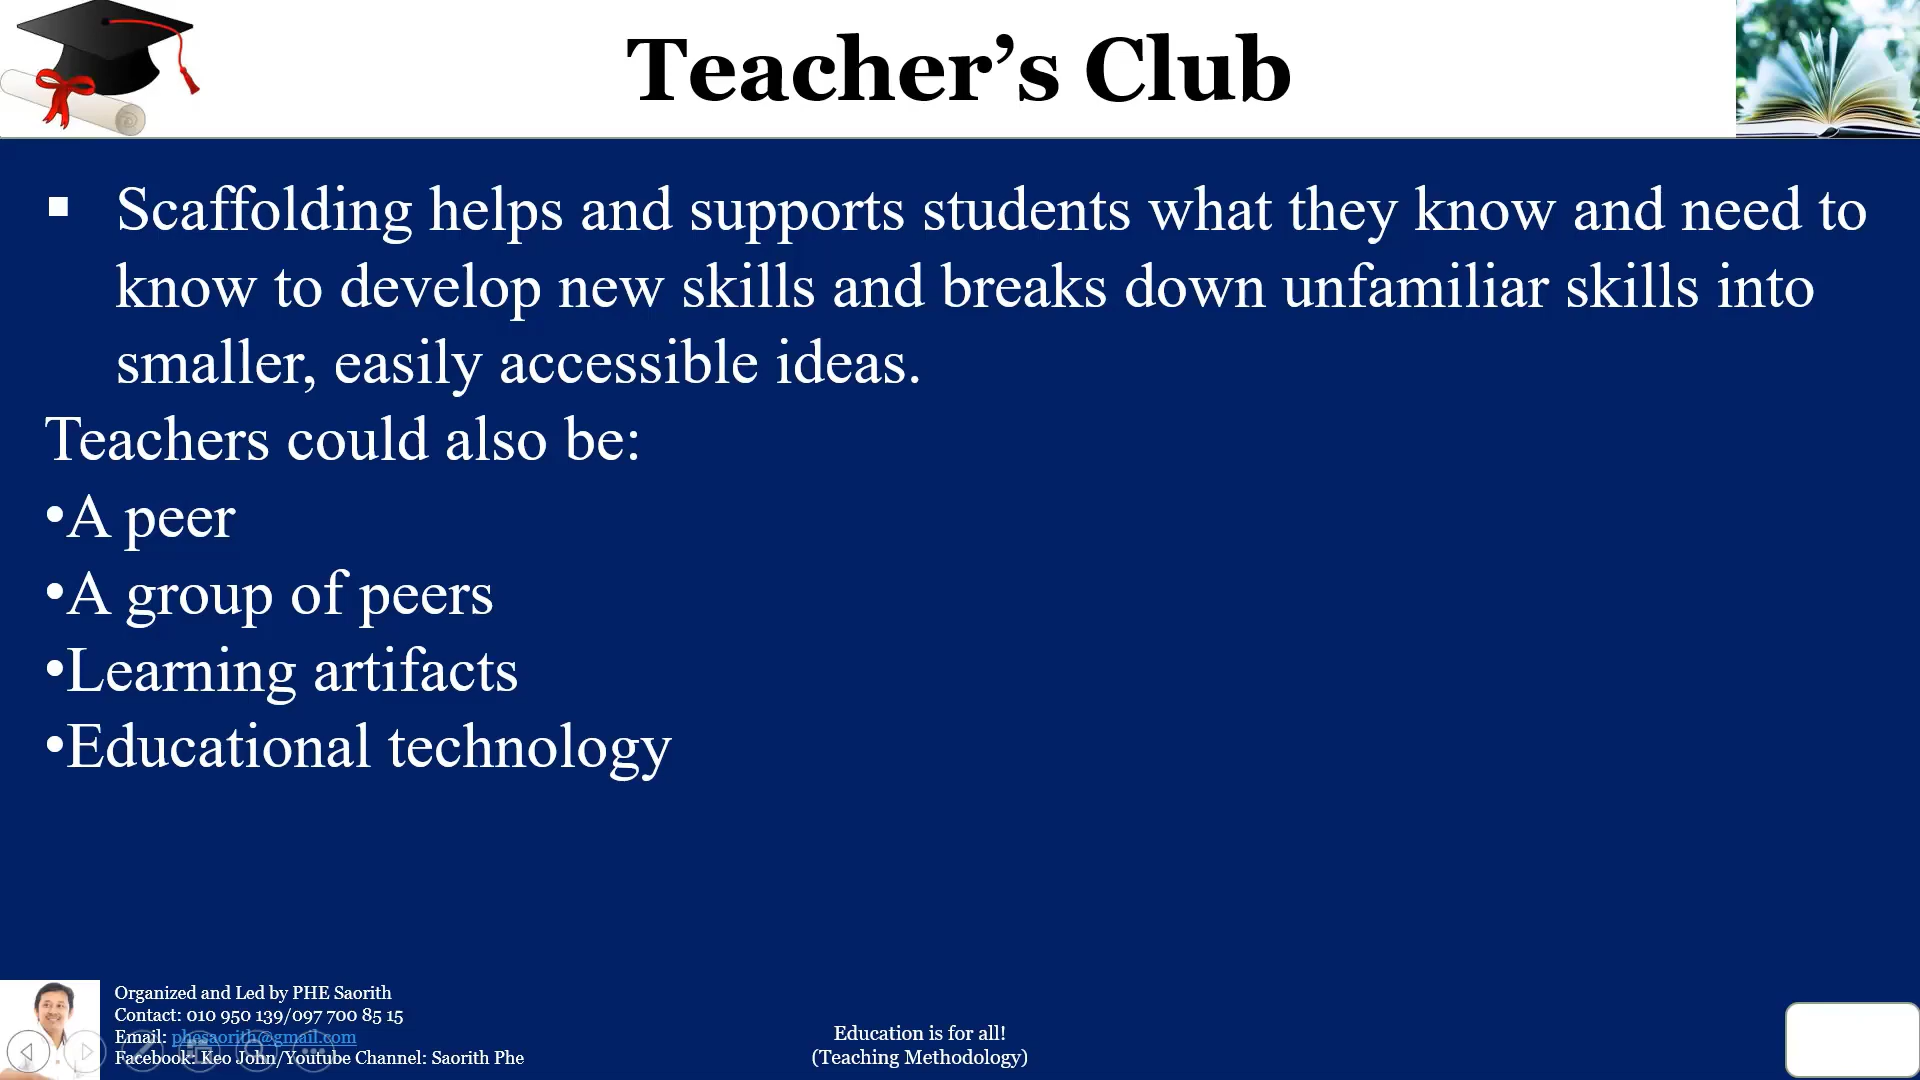 Teacher’s Club
▪ Scaffolding helps and supports students what they know and need to
know to develop new skills and breaks down unfamiliar skills into
smaller, easily accessible ideas.
Teachers could also be:
•A peer
•A group of peers
•Learning artifacts
•Educational technology
Organized and Led by PHE Saorith
Contact: 010 950 139/097 700 85 15
Email: phesaorith@gmail.com
Facebook: Keo John/Youtube Channel: Saorith Phe
Education is for all!
(Teaching Methodology)